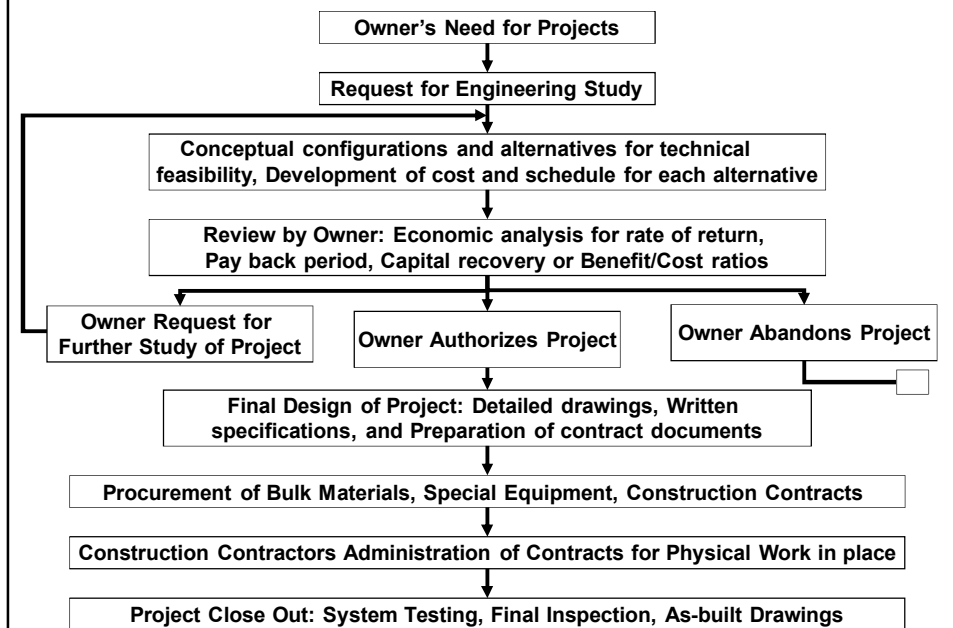 Owner’s Need for Projects
Request for Engineering Study
Conceptual configurations and alternatives for technical
feasibility, Development of cost and schedule for each alternative
Review by Owner: Economic analysis for rate of return,
Pay back period, Capital recovery or Benefit/Cost ratios
Owner Request for
Further Study of Project
Owner Authorizes Project
Owner Abandons Project
Final Design of Project: Detailed drawings, Written
specifications, and Preparation of contract documents
Procurement of Bulk Materials, Special Equipment, Construction Contracts
Construction Contractors Administration of Contracts for Physical Work in place
Project Close Out: System Testing, Final Inspection, As-built Drawings